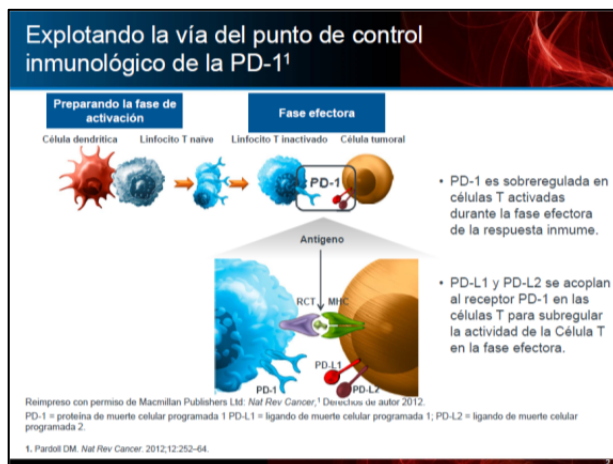 Explotando la vía del punto de control
inmunológico de la PD-1¹
Preparando la fase de
activación
Fase efectora
Célula dendrítica
Linfocito T naïve
Linfocito T inactivado
Célula tumoral
PD-1
• PD-1 es sobreregulada en
células T activadas
durante la fase efectora
de la respuesta inmume.
Antígeno
RCT
MHC
PD-L1
PD-1
PD-L2
• PD-L1 y PD-L2 se acoplan
al receptor PD-1 en las
células T para subregular
la actividad de la Célula T
en la fase efectora.
Reimpreso con permiso de Macmillan Publishers Ltd: Nat Rev Cancer,¹ Derechos de autor 2012.
PD-1 = proteína de muerte celular programada 1 PD-L1 = ligando de muerte celular programada 1; PD-L2 = ligando de muerte celular
programada 2.
1. Pardoll DM. Nat Rev Cancer. 2012;12:252–64.